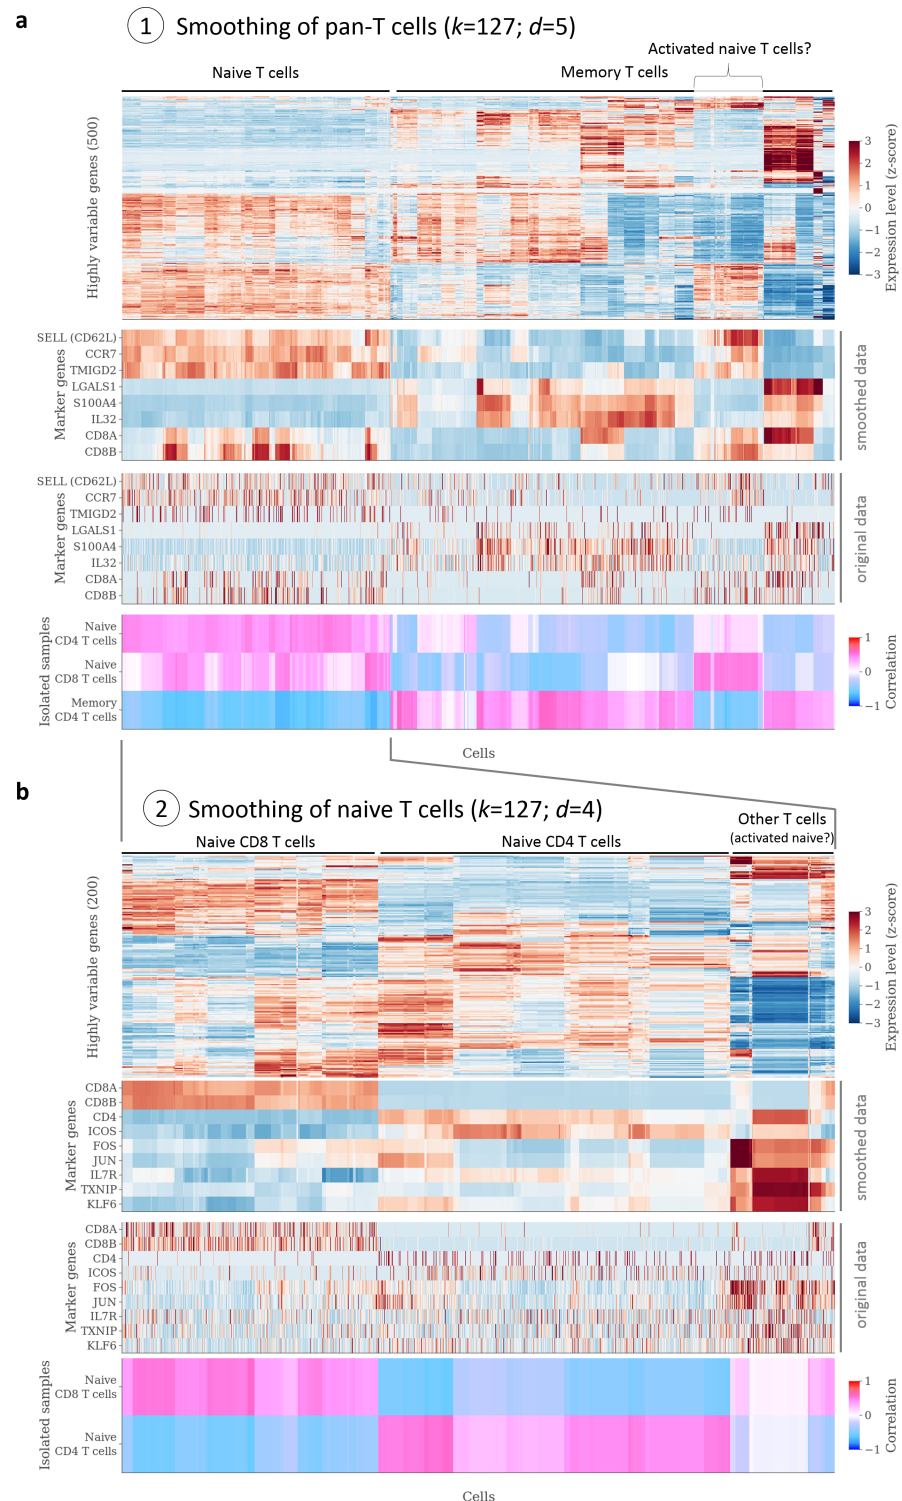 a
1 Smoothing of pan-T cells (k=127; d=5)
Activated naive T cells?
Naive T cells
Memory T cells
Highly variable genes (500)
3
2
1
0
−1
−2
−3
Expression level (z-score)
Marker genes
SELL (CD62L)
CCR7
TMIGD2
LGALS1
S100A4
IL32
CD8A
CD8B
smoothed data
Marker genes
SELL (CD62L)
CCR7
TMIGD2
LGALS1
S100A4
IL32
CD8A
CD8B
original data
Isolated samples
Naive
CD4 T cells
Naive
CD8 T cells
Memory
CD4 T cells
1
0
−1
Correlation
Cells
b
2 Smoothing of naive T cells (k=127; d=4)
Other T cells
(activated naive?)
Naive CD8 T cells
Naive CD4 T cells
Highly variable genes (200)
3
2
1
0
−1
−2
−3
Expression level (z-score)
Marker genes
CD8A
CD8B
CD4
ICOS
FOS
JUN
IL7R
TXNIP
KLF6
smoothed data
Marker genes
CD8A
CD8B
CD4
ICOS
FOS
JUN
IL7R
TXNIP
KLF6
original data
Isolated samples
Naive
CD8 T cells
Naive
CD4 T cells
1
0
−1
Correlation
Cells